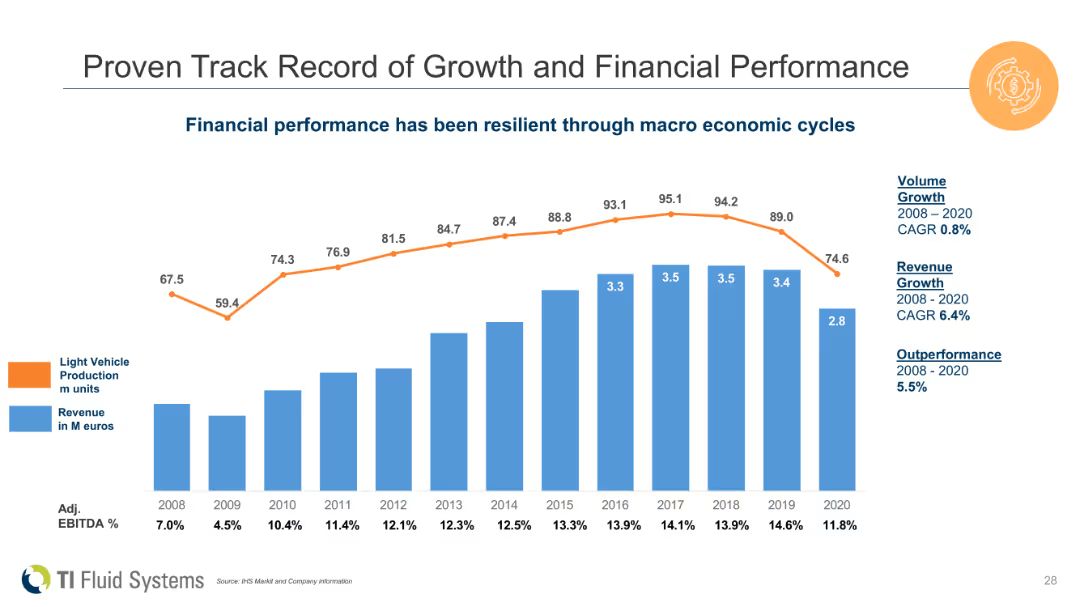 Proven Track Record of Growth and Financial Performance
Financial performance has been resilient through macro economic cycles
67.5 59.4 74.3 76.9 81.5 84.7 87.4 88.8 93.1 95.1 94.2 89.0 74.6
3.3 3.5 3.5 3.4 2.8
Light Vehicle
Production
m units
Revenue
in M euros
2008 2009 2010 2011 2012 2013 2014 2015 2016 2017 2018 2019 2020
Adj.
EBITDA % 7.0% 4.5% 10.4% 11.4% 12.1% 12.3% 12.5% 13.3% 13.9% 14.1% 13.9% 14.6% 11.8%
Volume
Growth
2008 – 2020
CAGR 0.8%
Revenue
Growth
2008 - 2020
CAGR 6.4%
Outperformance
2008 - 2020
5.5%
TI Fluid Systems
Source: IHS Markit and Company information
28